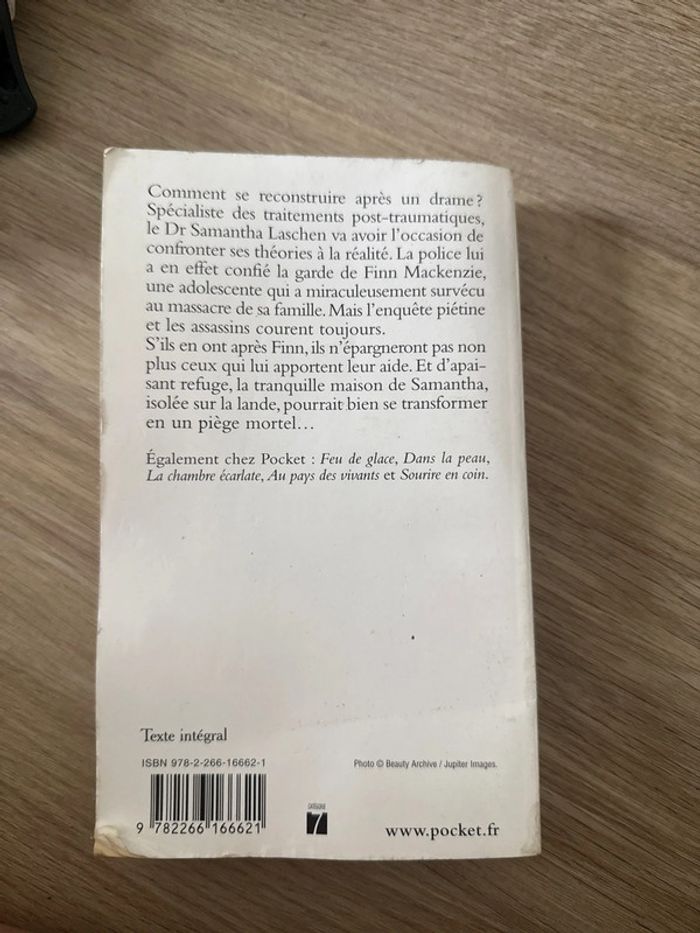 Comment se reconstruire après un drame ?
Spécialiste des traitements post-traumatiques,
le Dr Samantha Laschen va avoir l'occasion de
confronter ses théories à la réalité. La police lui
a en effet confié la garde de Finn Mackenzie,
une adolescente qui a miraculeusement survécu
au massacre de sa famille. Mais l'enquête piétine
et les assassins courent toujours.
S'ils en ont après Finn, ils n'épargneront pas non
plus ceux qui lui apportent leur aide. Et d'apai-
sant refuge, la tranquille maison de Samantha,
isolée sur la lande, pourrait bien se transformer
en un piège mortel…
Également chez Pocket : Feu de glace, Dans la peau,
La chambre écarlate, Au pays des vivants et Sourire en coin.
Texte intégral
ISBN 978-2-266-16662-1
Photo © Beauty Archive / Jupiter Images.
CATÉGORIE
7
9 782266 166621
www.pocket.fr